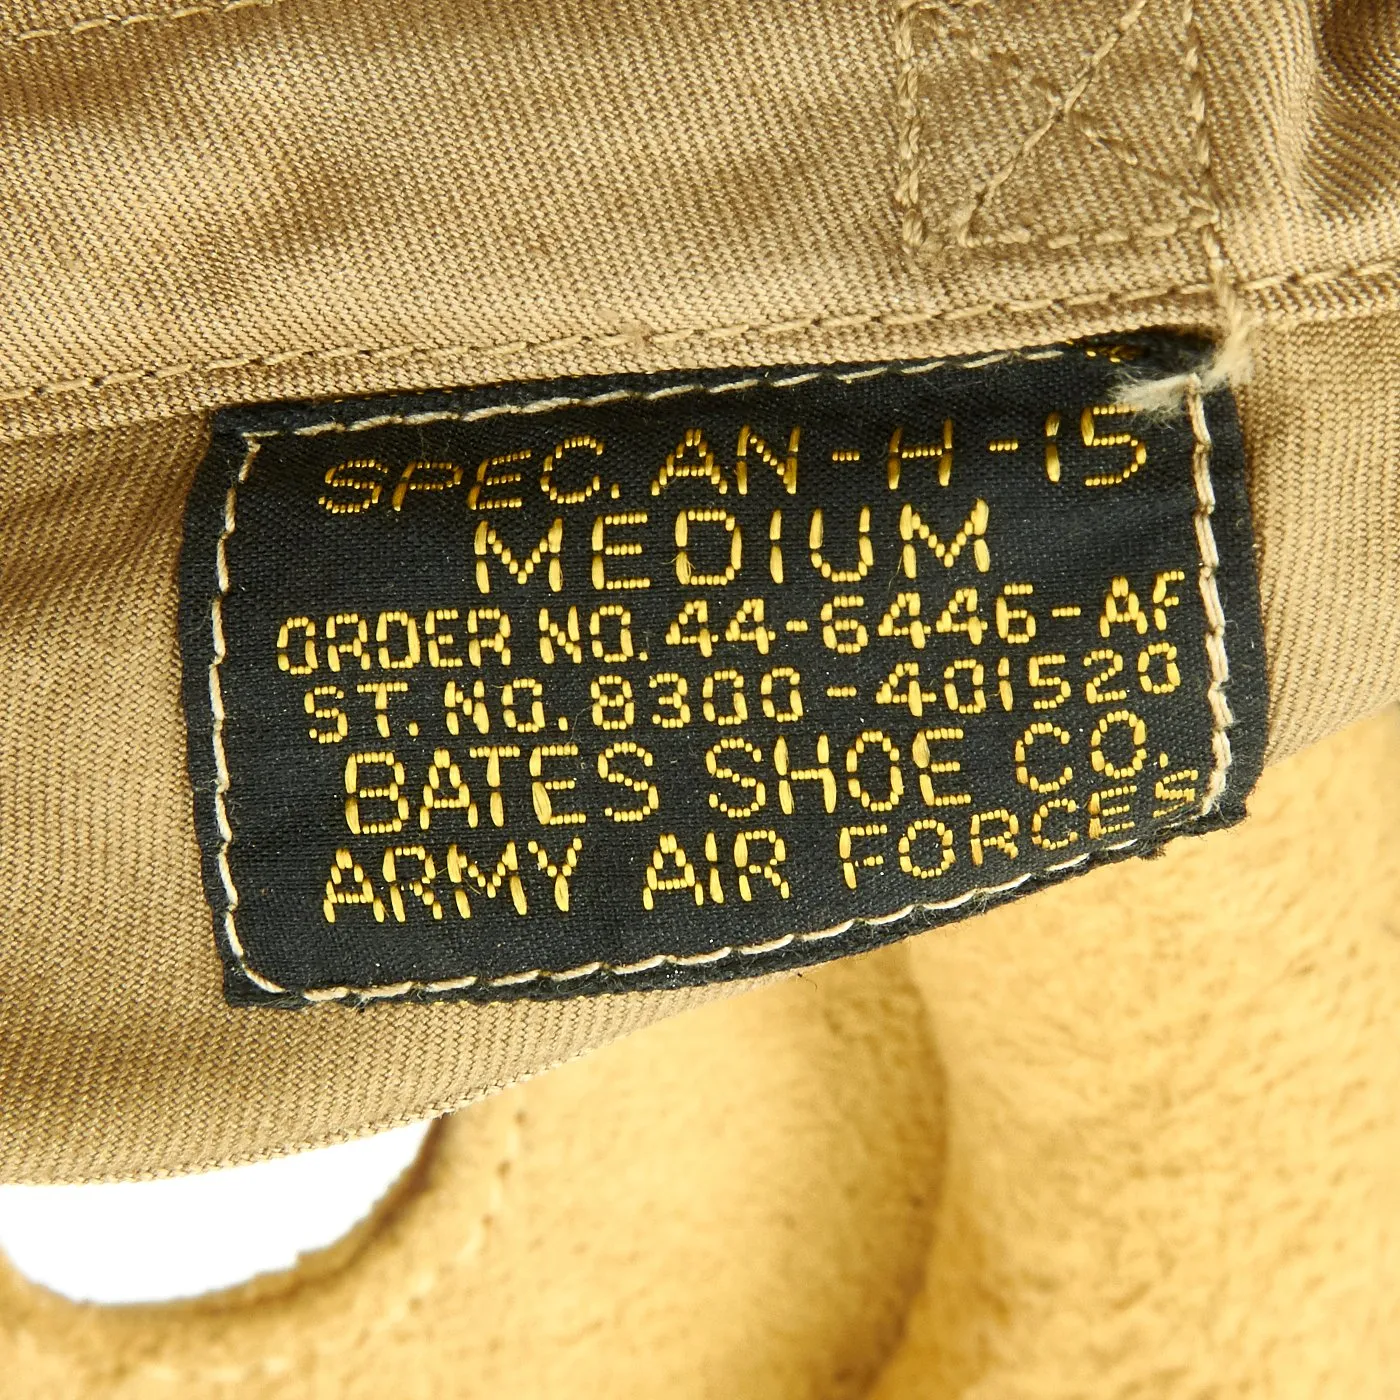 SPEC. AN-H-15
MEDIUM
ORDER NO. 44-6446-AF
ST. NO. 8300-401520
BATES SHOE CO.
ARMY AIR FORCES